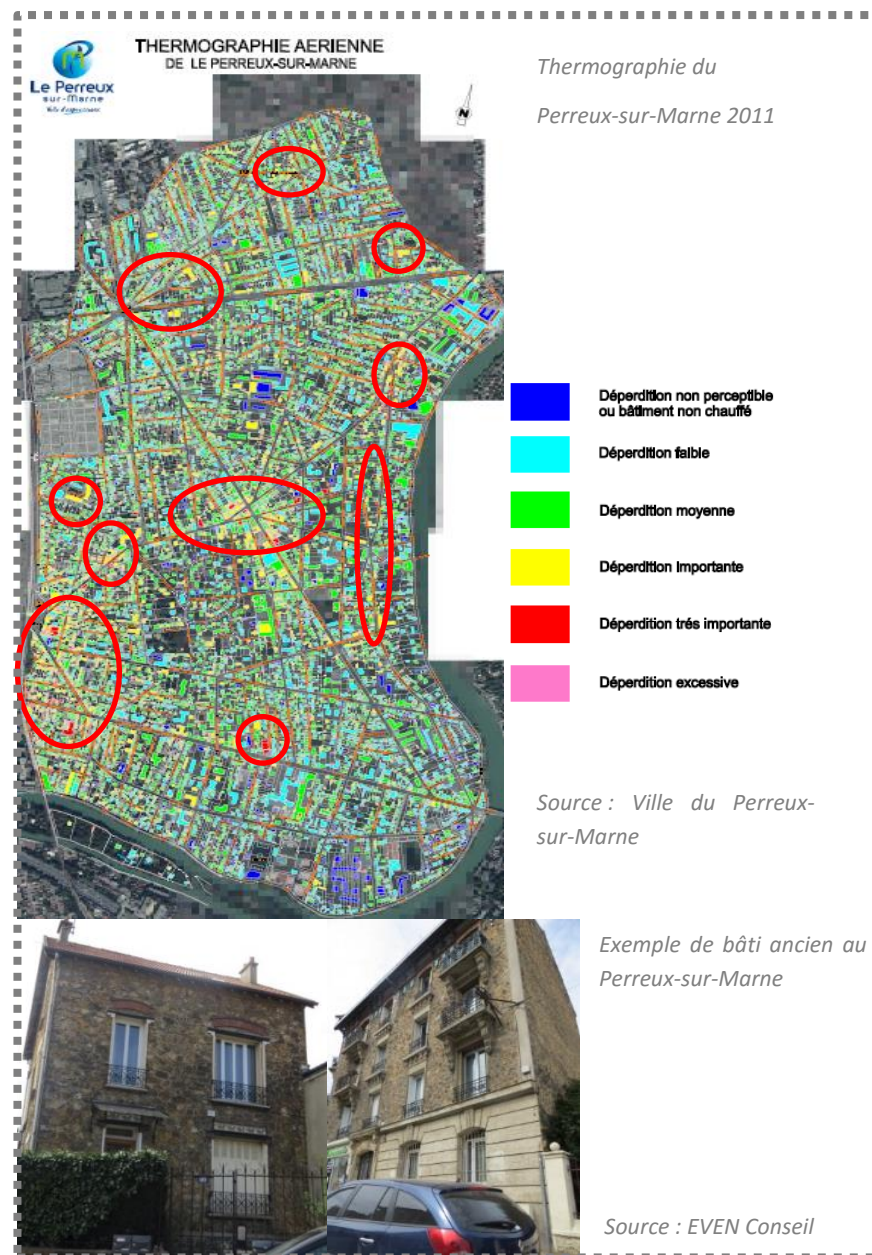 THERMOGRAPHIE AERIENNE
DE LE PERREUX-SUR-MARNE
Le Perreux
sur-Marne
N
Thermographie du
Perreux-sur-Marne 2011
Déperdition non perceptible
ou bâtiment non chauffé
Déperdition faible
Déperdition moyenne
Déperdition importante
Déperdition trés importante
Déperdition excessive
Source : Ville du Perreux-
sur-Marne
Exemple de bâti ancien au
Perreux-sur-Marne
Source : EVEN Conseil